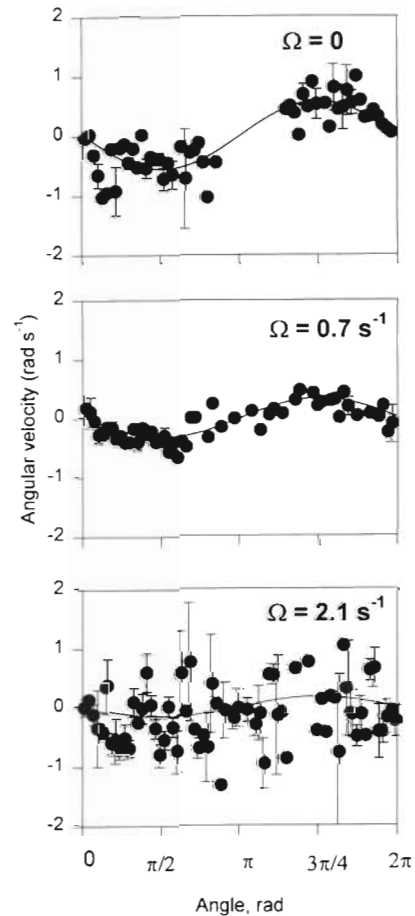 2
Ω = 0
1
0
-1
-2
2
Ω = 0.7 s⁻¹
1
0
-1
-2
2
Ω = 2.1 s⁻¹
1
0
-1
-2
0 π/2 π 3π/4 2π
Angle, rad
Angular velocity (rad s⁻¹)